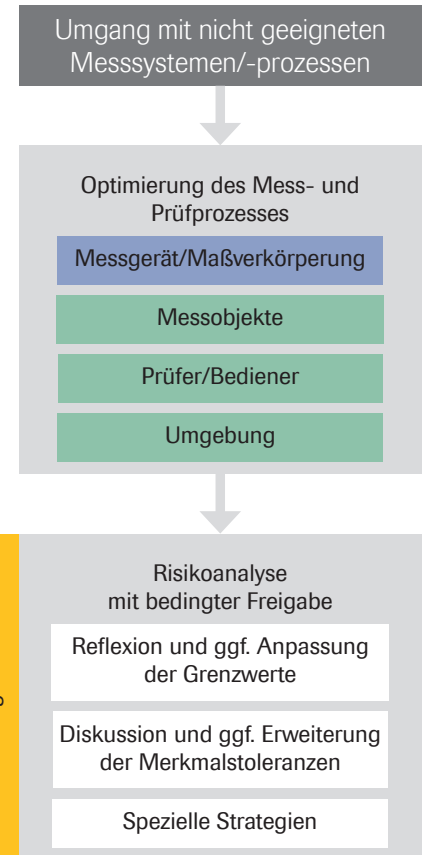 Umgang mit nicht geeigneten
Messsystemen/-prozessen
Optimierung des Mess- und
Prüfprozesses
Messgerät/Maßverkörperung
Messobjekte
Prüfer/Bediener
Umgebung
Risikoanalyse
mit bedingter Freigabe
Reflexion und ggf. Anpassung
der Grenzwerte
Diskussion und ggf. Erweiterung
der Merkmalstoleranzen
Spezielle Strategien